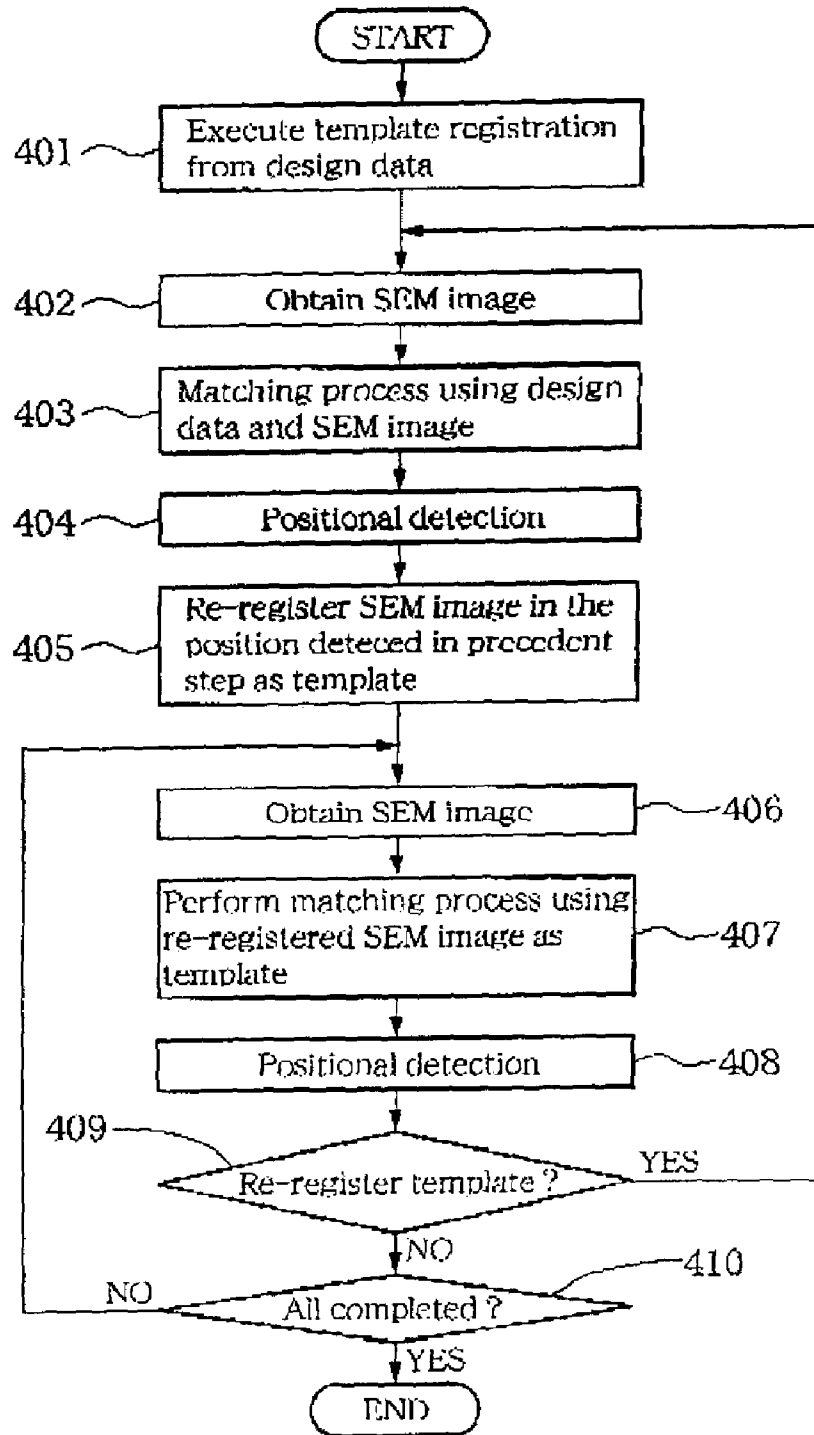 START
401
Execute template registration
from design data
402
Obtain SEM image
403
Matching process using design
data and SEM image
404
Positional detection
405
Re-register SEM image in the
position deteced in precedent
step as template
Obtain SEM image
406
Perform matching process using
re-registered SEM image as
template
407
Positional detection
408
409
Re-register template ?
YES
NO
410
NO
All completed ?
YES
END